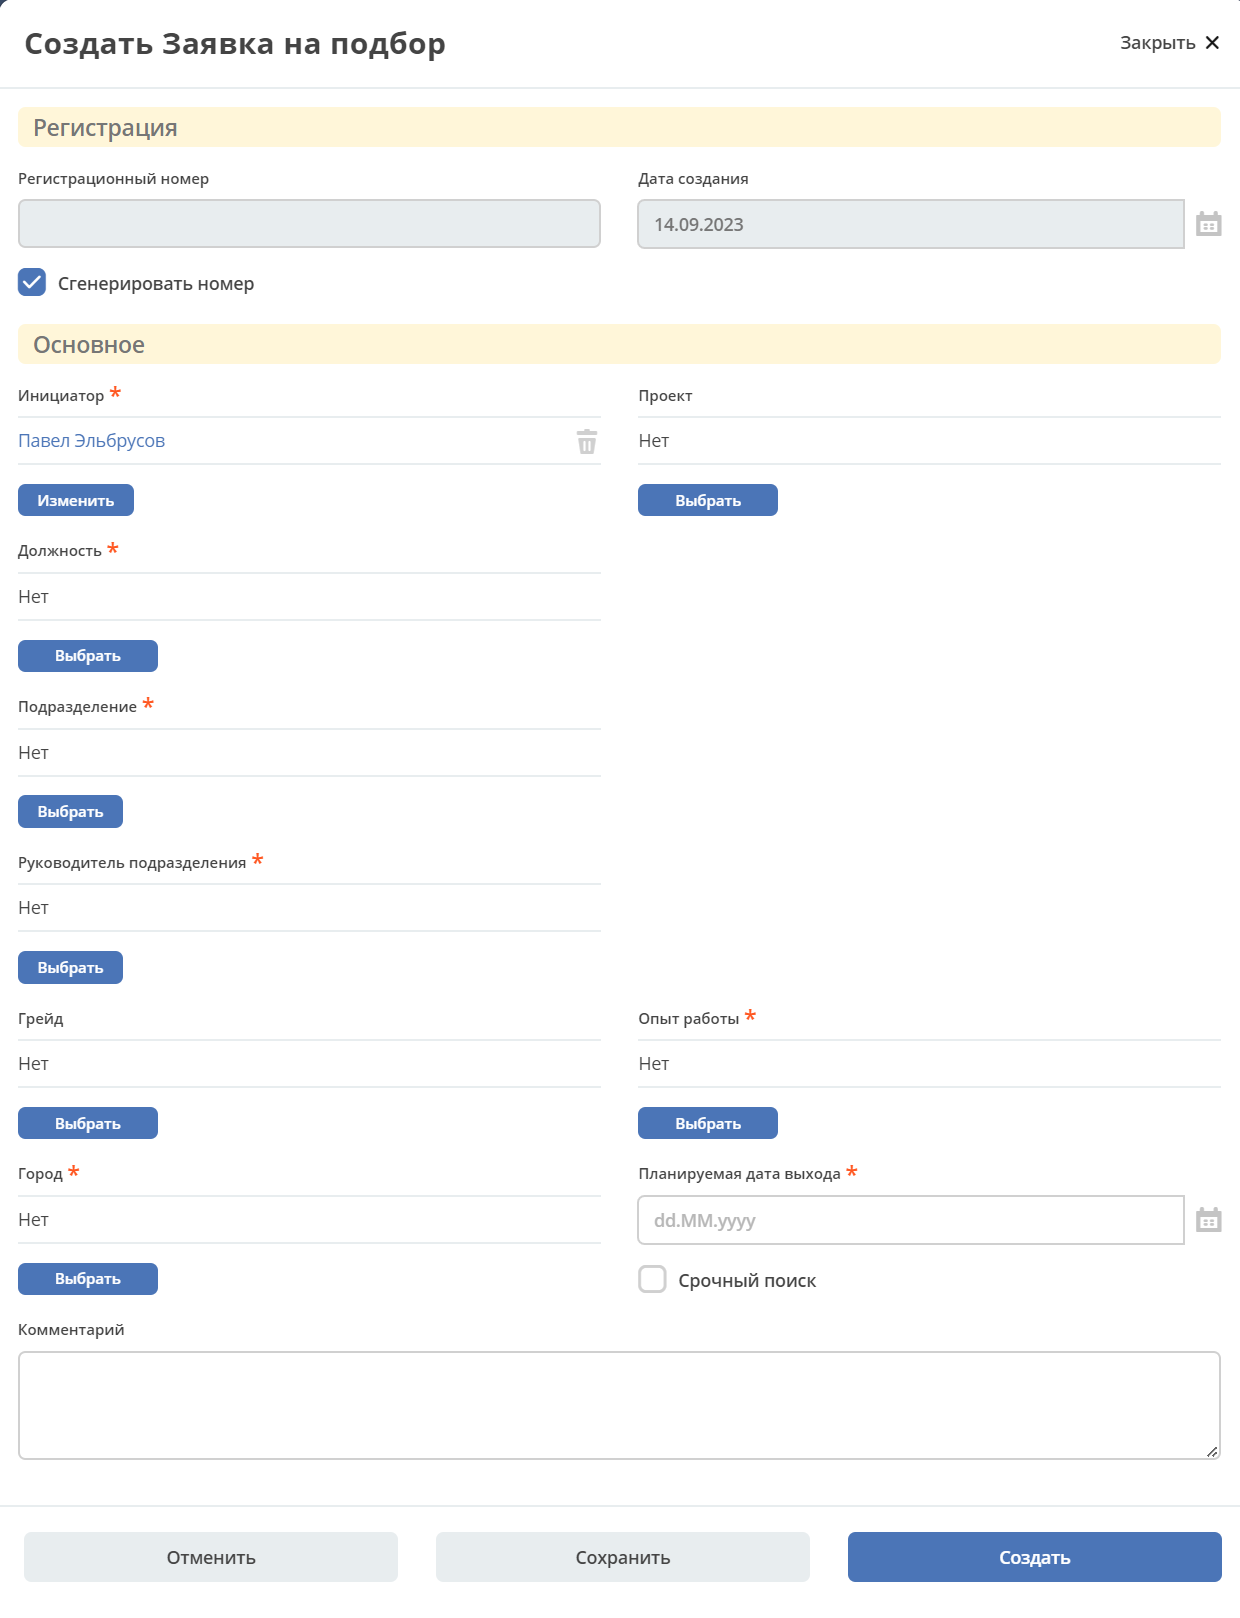 Создать Заявка на подбор
Закрыть ✕
Регистрация
Регистрационный номер
Дата создания
14.09.2023
Сгенерировать номер
Основное
Инициатор *
Проект
Павел Эльбрусов
Нет
Изменить
Выбрать
Должность *
Нет
Выбрать
Подразделение *
Нет
Выбрать
Руководитель подразделения *
Нет
Выбрать
Грейд
Опыт работы *
Нет
Нет
Выбрать
Выбрать
Город *
Планируемая дата выхода *
Нет
dd.MM.yyyy
Выбрать
Срочный поиск
Комментарий
Отменить
Сохранить
Создать